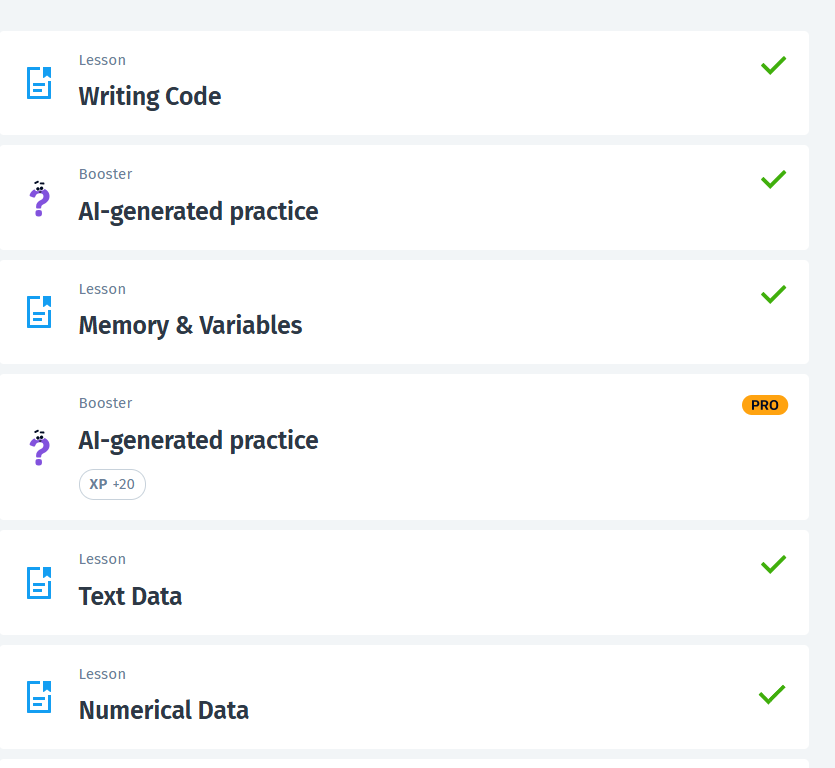 Lesson
Writing Code
Booster
AI-generated practice
Lesson
Memory & Variables
Booster
PRO
AI-generated practice
XP +20
Lesson
Text Data
Lesson
Numerical Data